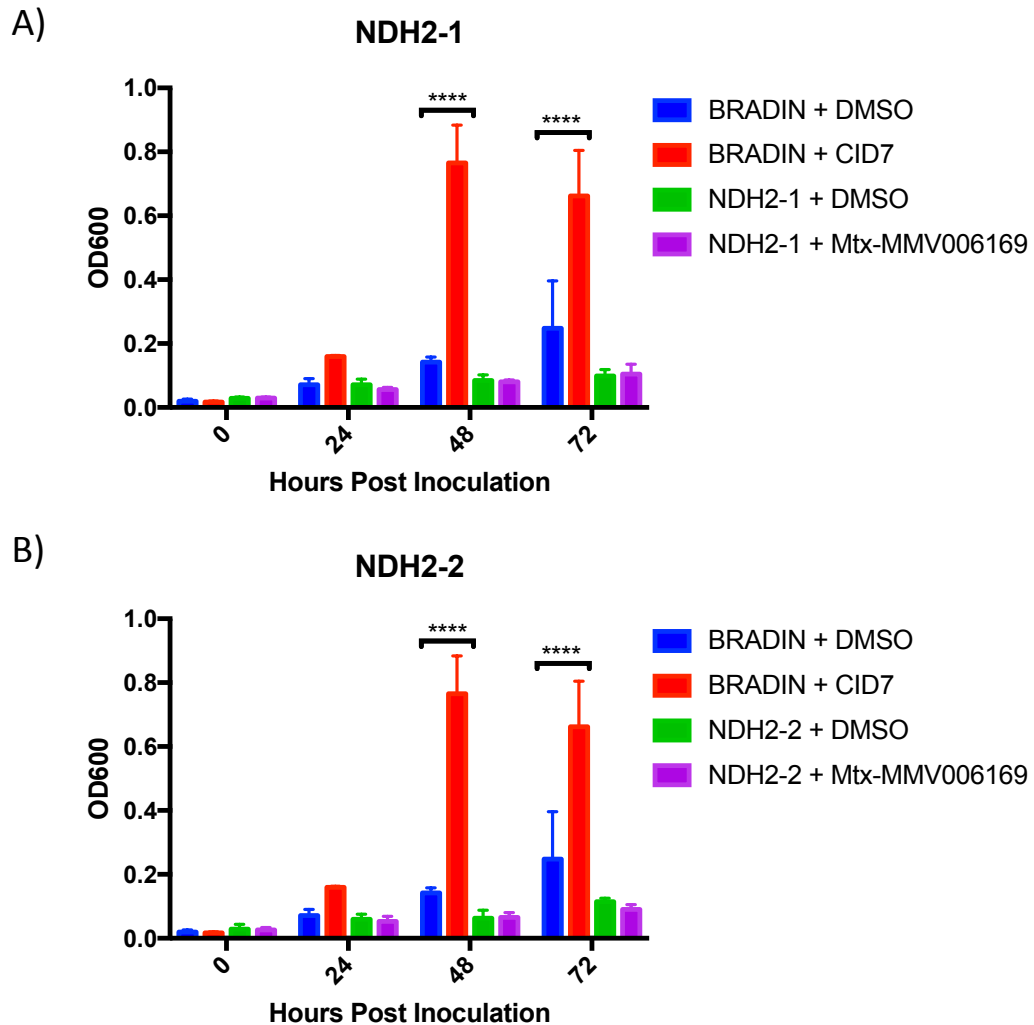 A)
NDH2-1
OD600
1.0
0.8
0.6
0.4
0.2
0.0
****
****
0
24
48
72
Hours Post Inoculation
BRADIN + DMSO
BRADIN + CID7
NDH2-1 + DMSO
NDH2-1 + Mtx-MMV006169
B)
NDH2-2
OD600
1.0
0.8
0.6
0.4
0.2
0.0
****
****
0
24
48
72
Hours Post Inoculation
BRADIN + DMSO
BRADIN + CID7
NDH2-2 + DMSO
NDH2-2 + Mtx-MMV006169